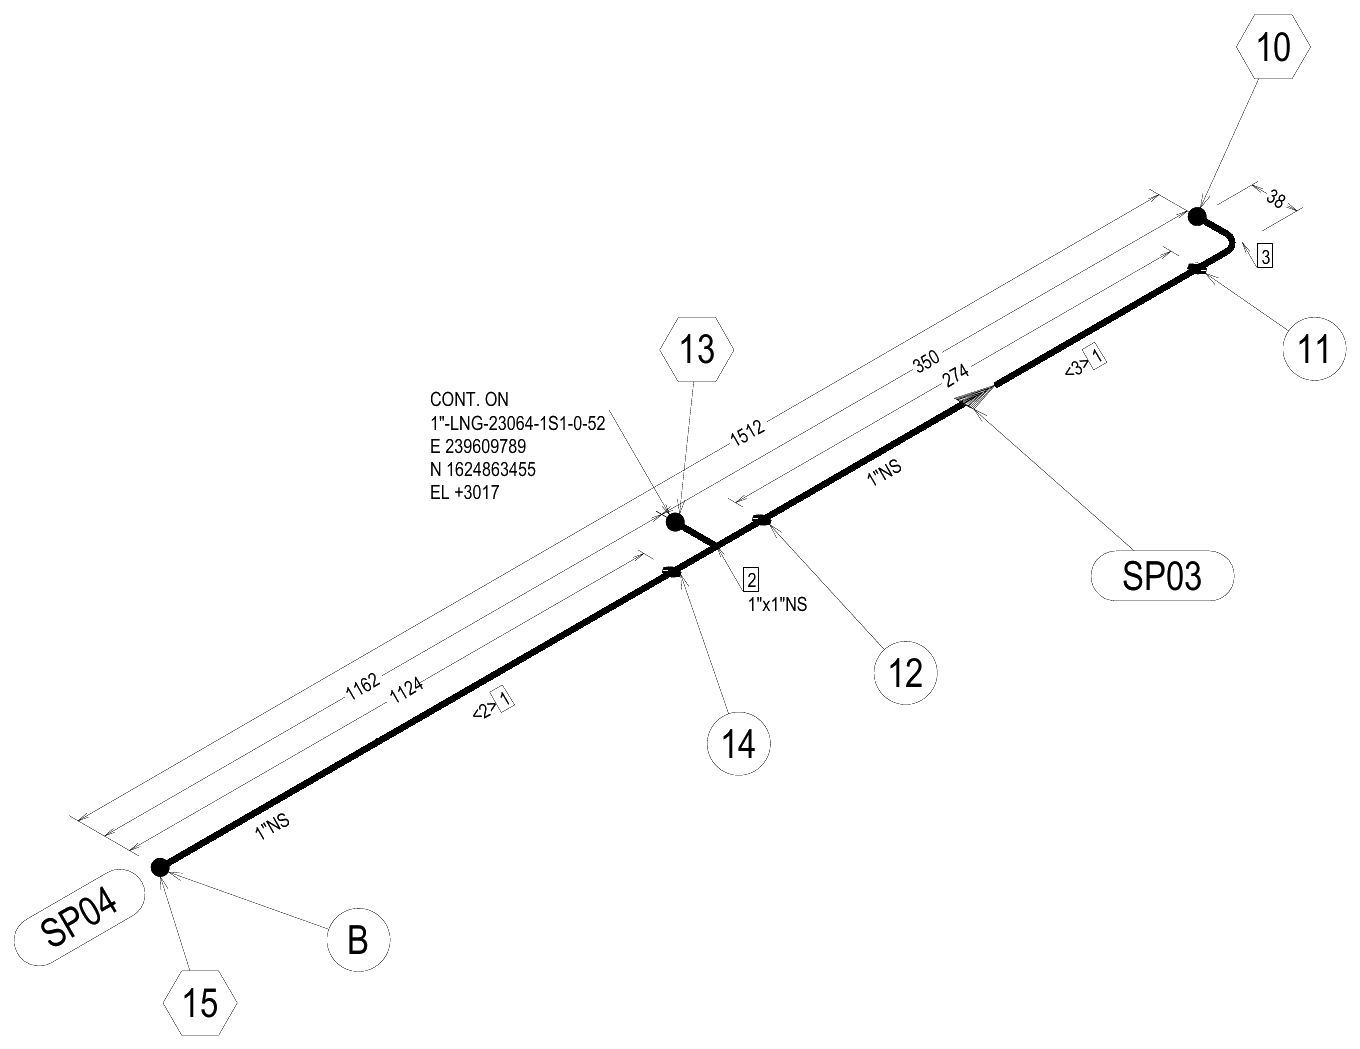 10
38
3
13
11
350
274
<3> 1
CONT. ON
1"-LNG-23064-1S1-0-52
E 239609789
N 1624863455
EL +3017
1512
1"NS
SP03
2
1"x1"NS
12
1162
1124
<2> 1
14
1"NS
SP04
B
15